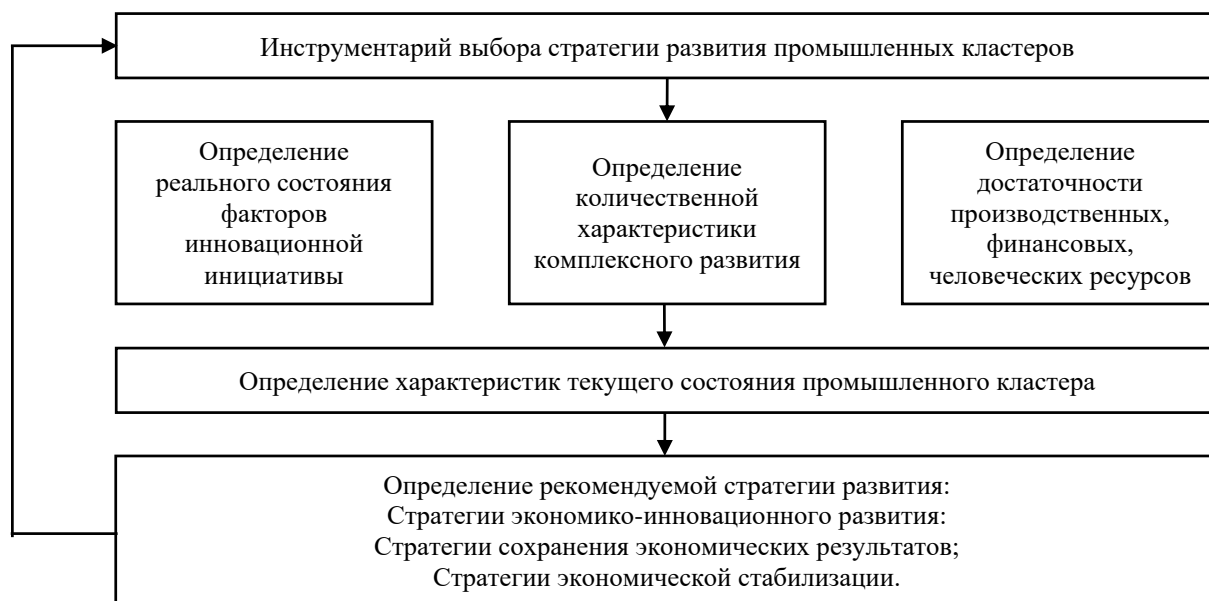 Инструментарий выбора стратегии развития промышленных кластеров
Определение
реального состояния
факторов
инновационной
инициативы
Определение
количественной
характеристики
комплексного развития
Определение
достаточности
производственных,
финансовых,
человеческих ресурсов
Определение характеристик текущего состояния промышленного кластера
Определение рекомендуемой стратегии развития:
Стратегии экономико-инновационного развития:
Стратегии сохранения экономических результатов;
Стратегии экономической стабилизации.